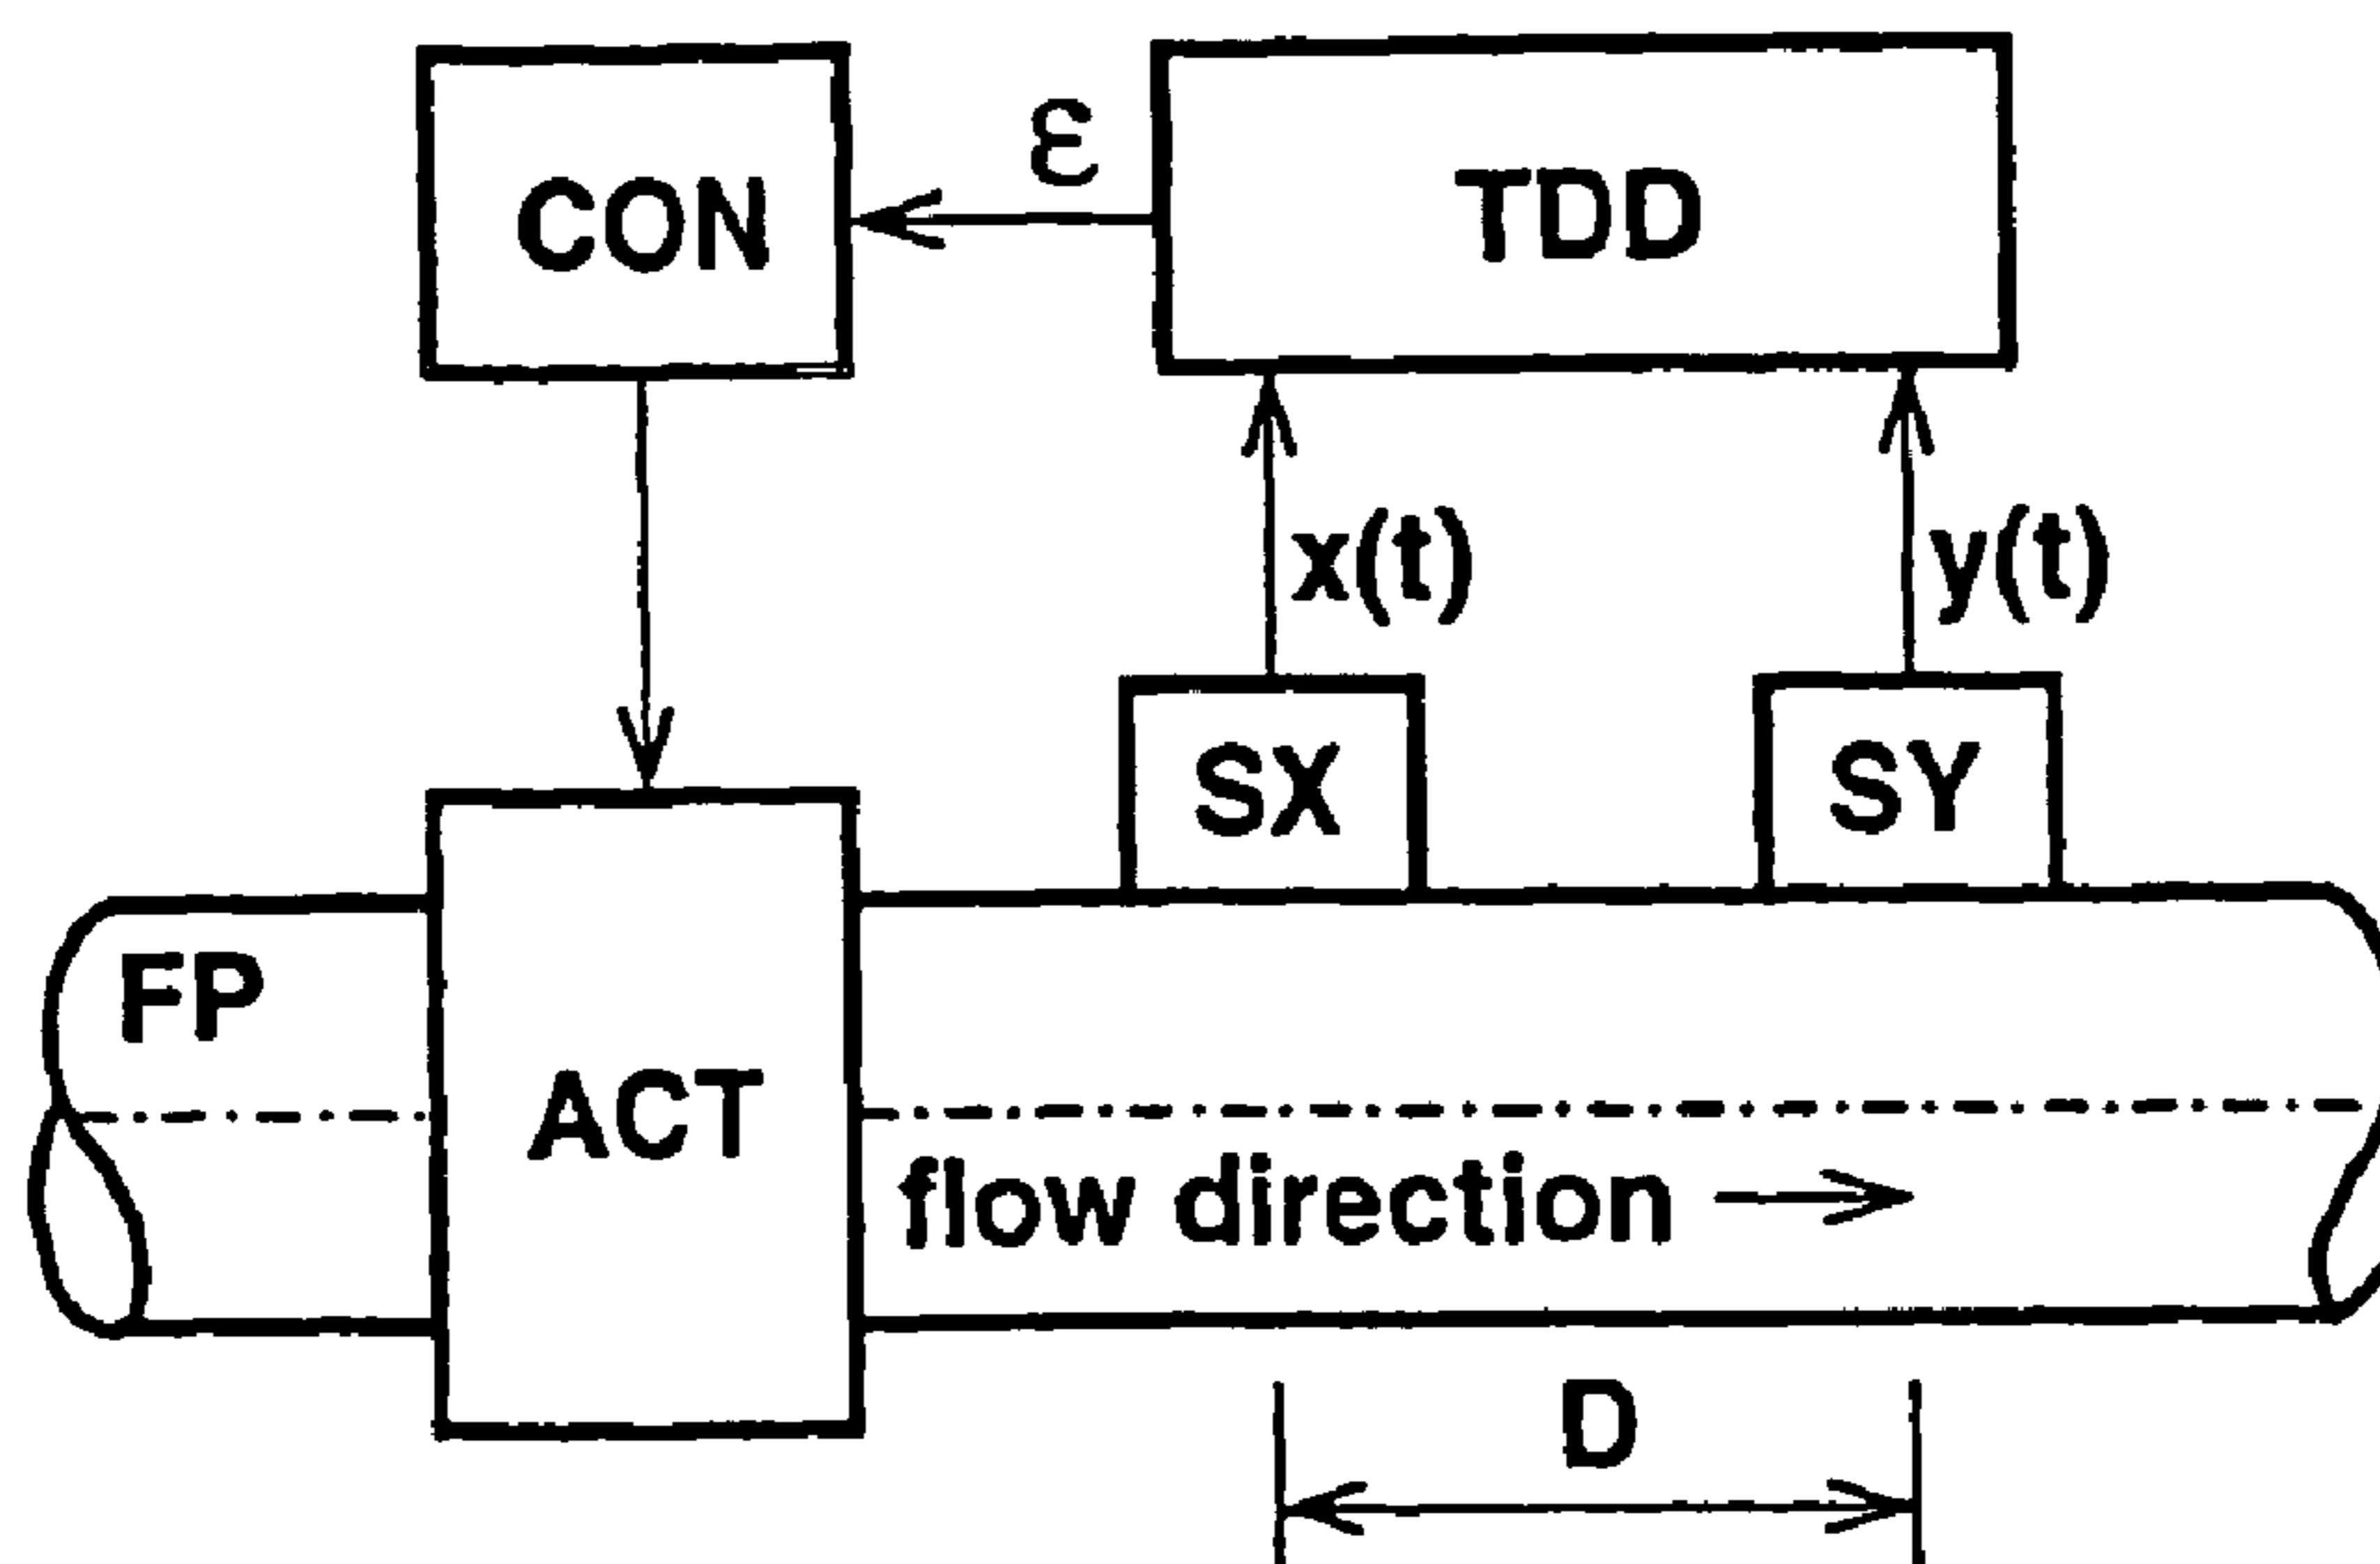 CON
ε
TDD
x(t)
y(t)
SX
SY
FP
ACT
flow direction
D